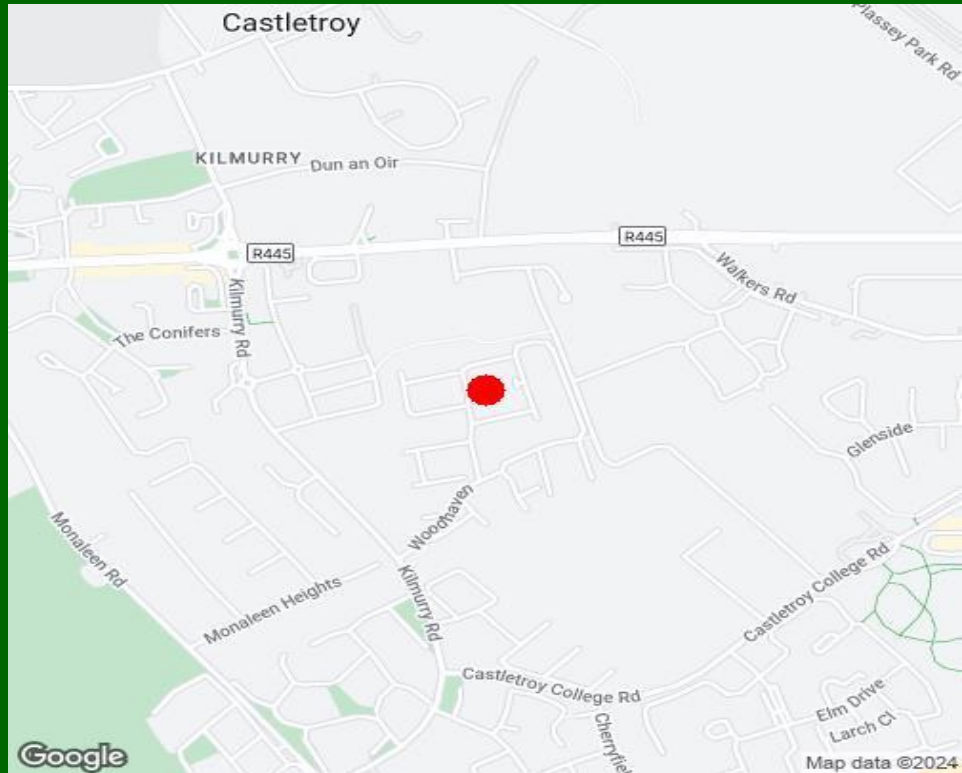 Castletroy
Plassey Park Rd
KILMURRY
Dun an Oir
R445
R445
Walkers Rd
Kilmurry Rd
The Conifers
Glenside
Woodhaven
Monaleen Rd
Castletroy College Rd
Monaleen Heights
Kilmurry Rd
Castletroy College Rd
Elm Drive
Larch Cl
Google
Map data ©2024